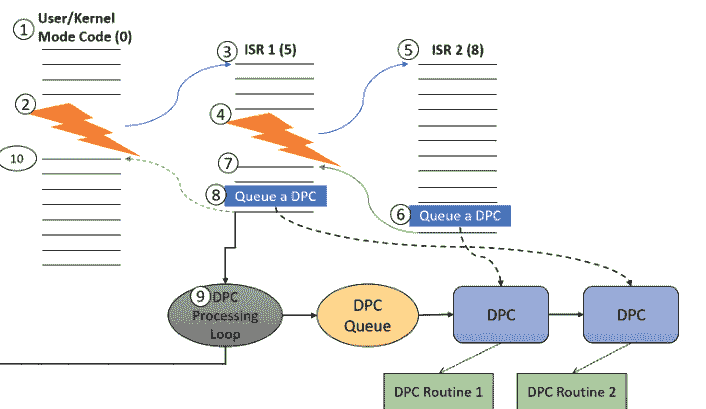 1
User/Kernel
Mode Code (0)
2
10
3
ISR 1 (5)
4
7
8
Queue a DPC
5
ISR 2 (8)
6
Queue a DPC
9
DPC
Processing
Loop
DPC
Queue
DPC
DPC
DPC Routine 1
DPC Routine 2